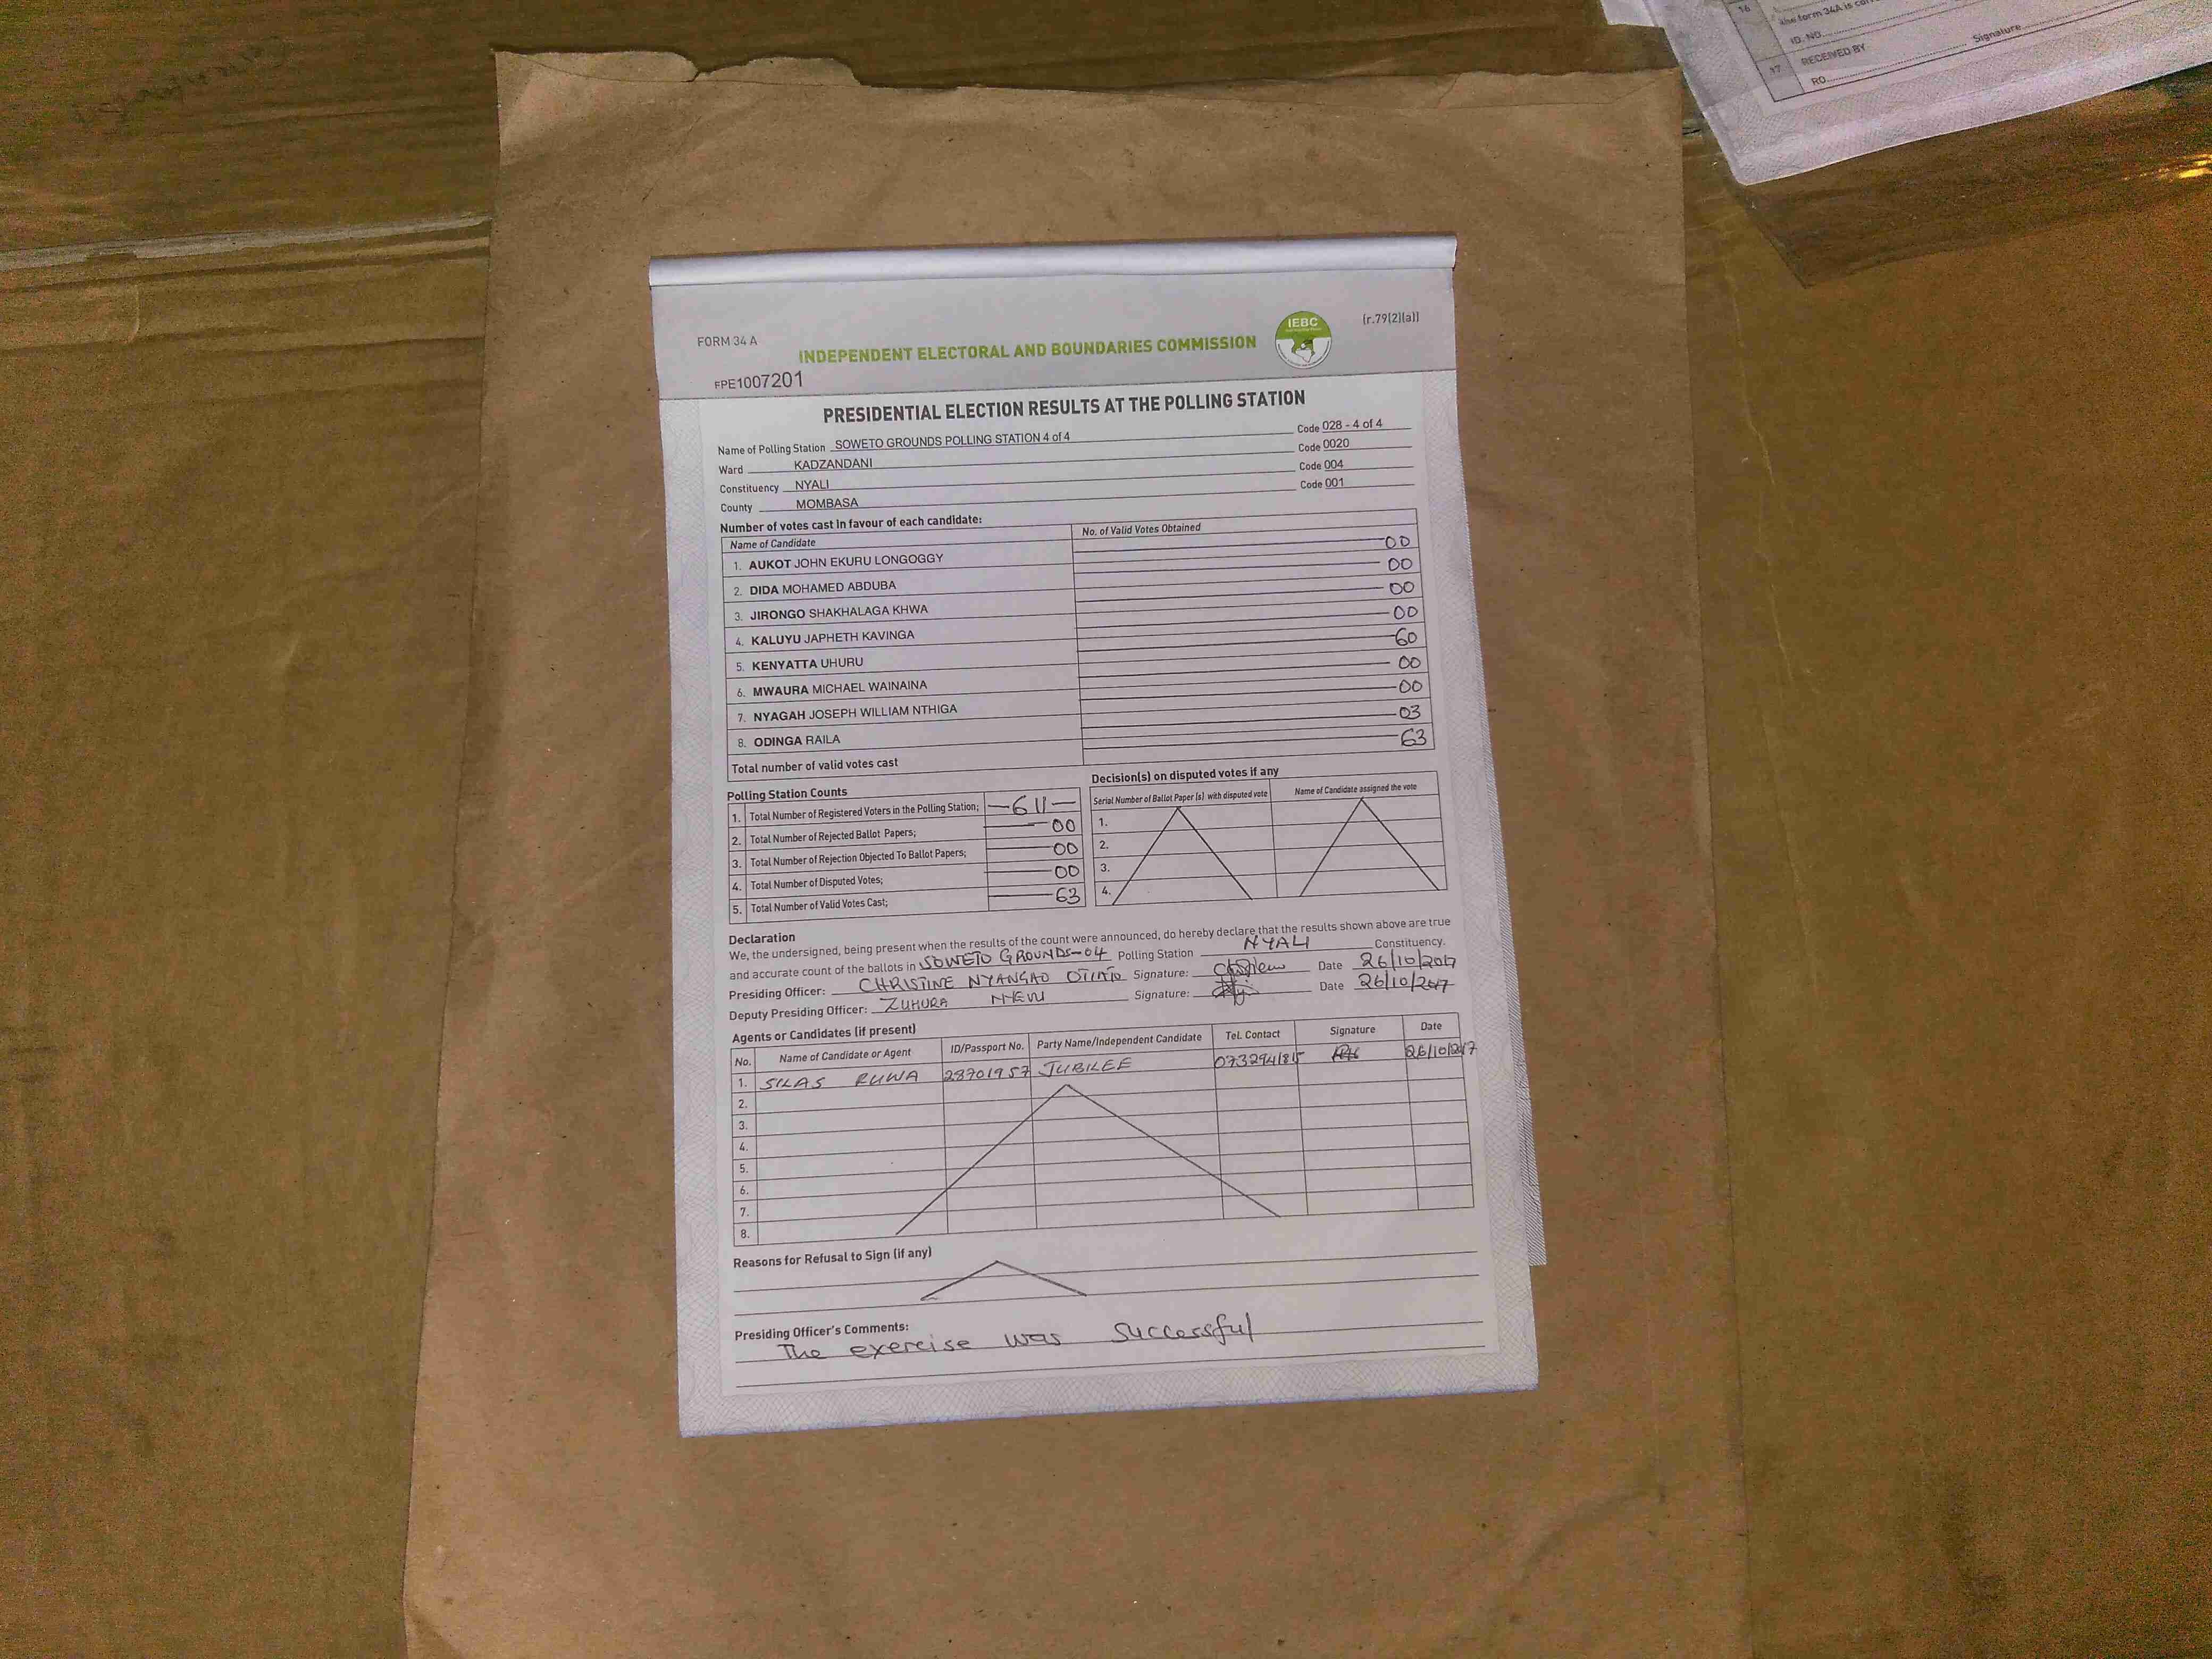 16 the form 34A is
ID. NO.
17 RECEIVED BY Signature
RO
FORM 34 A
INDEPENDENT ELECTORAL AND BOUNDARIES COMMISSION
IEBC
(r.79(2)(a))
FPE1007201
PRESIDENTIAL ELECTION RESULTS AT THE POLLING STATION
Name of Polling Station SOWETO GROUNDS POLLING STATION 4 of 4 Code 028 - 4 of 4
Ward KADZANDANI Code 0020
Constituency NYALI Code 004
County MOMBASA Code 001
Number of votes cast in favour of each candidate:
Name of Candidate No. of Valid Votes Obtained
1. AUKOT JOHN EKURU LONGOGGY 00
2. DIDA MOHAMED ABDUBA 00
3. JIRONGO SHAKHALAGA KHWA 00
4. KALUYU JAPHETH KAVINGA 00
5. KENYATTA UHURU 60
6. MWAURA MICHAEL WAINAINA 00
7. NYAGAH JOSEPH WILLIAM NTHIGA 00
8. ODINGA RAILA 03
Total number of valid votes cast 63
Polling Station Counts
1. Total Number of Registered Voters in the Polling Station; 611
2. Total Number of Rejected Ballot Papers; 00
3. Total Number of Rejection Objected To Ballot Papers; 00
4. Total Number of Disputed Votes; 00
5. Total Number of Valid Votes Cast; 63
Decision(s) on disputed votes if any
Serial Number of Ballot Paper (s) with disputed vote Name of Candidate assigned the vote
1.
2.
3.
4.
Declaration
We, the undersigned, being present when the results of the count were announced, do hereby declare that the results shown above are true
and accurate count of the ballots in SOWETO GROUNDS-04 Polling Station NYALI Constituency.
Presiding Officer: CHRISTINE NYANGAO OTIATO Signature: Date 26/10/2017
Deputy Presiding Officer: ZUHURA Signature: Date 26/10/2017
Agents or Candidates (if present)
No. Name of Candidate or Agent ID/Passport No. Party Name/Independent Candidate Tel. Contact Signature Date
1. SILAS RUWA 28701957 JUBILEE 26/10/2017
2.
3.
4.
5.
6.
7.
8.
Reasons for Refusal to Sign (if any)
Presiding Officer's Comments:
The exercise was successful